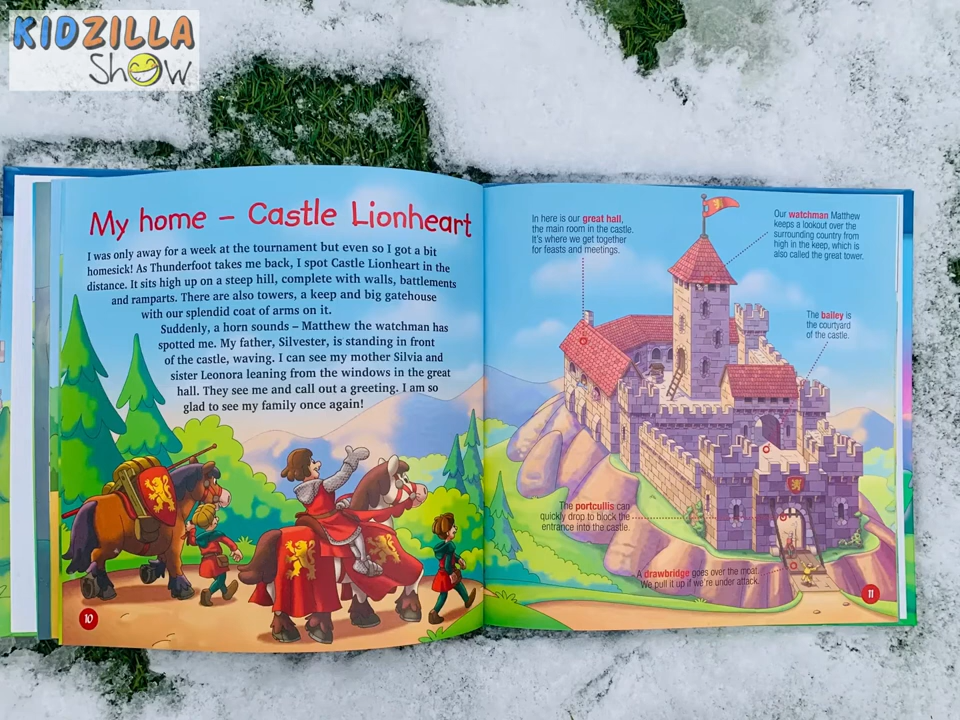 KIDZILLA
Show
My home – Castle Lionheart
I was only away for a week at the tournament but even so I got a bit
homesick! As Thunderfoot takes me back, I spot Castle Lionheart in the
distance. It sits high up on a steep hill, complete with walls, battlements
and ramparts. There are also towers, a keep and big gatehouse
with our splendid coat of arms on it.
Suddenly, a horn sounds – Matthew the watchman has
spotted me. My father, Silvester, is standing in front
of the castle, waving. I can see my mother Silvia and
sister Leonora leaning from the windows in the great
hall. They see me and call out a greeting. I am so
glad to see my family once again!
10
In here is our great hall,
the main room in the castle.
It's where we get together
for feasts and meetings.
Our watchman Matthew
keeps a lookout over the
surrounding country from
high in the keep, which is
also called the great tower.
The bailey is
the courtyard
of the castle.
The portcullis can
quickly drop to block the
entrance into the castle.
A drawbridge goes over the moat.
We pull it up if we're under attack.
11